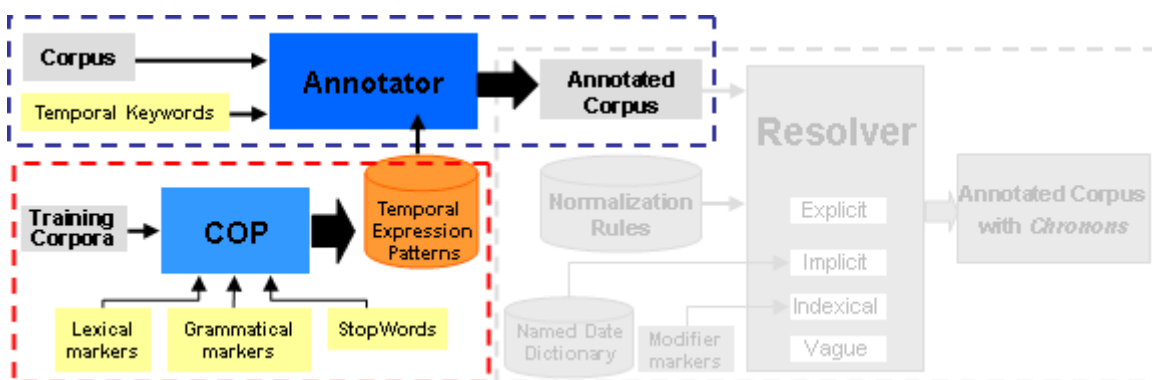 Corpus
Temporal Keywords
Annotator
Annotated
Corpus
Training
Corpora
COP
Temporal
Expression
Patterns
Lexical
markers
Grammatical
markers
StopWords
Resolver
Normalization
Rules
Explicit
Implicit
Indexical
Vague
Named Date
Dictionary
Modifier
markers
Annotated Corpus
with Chronons